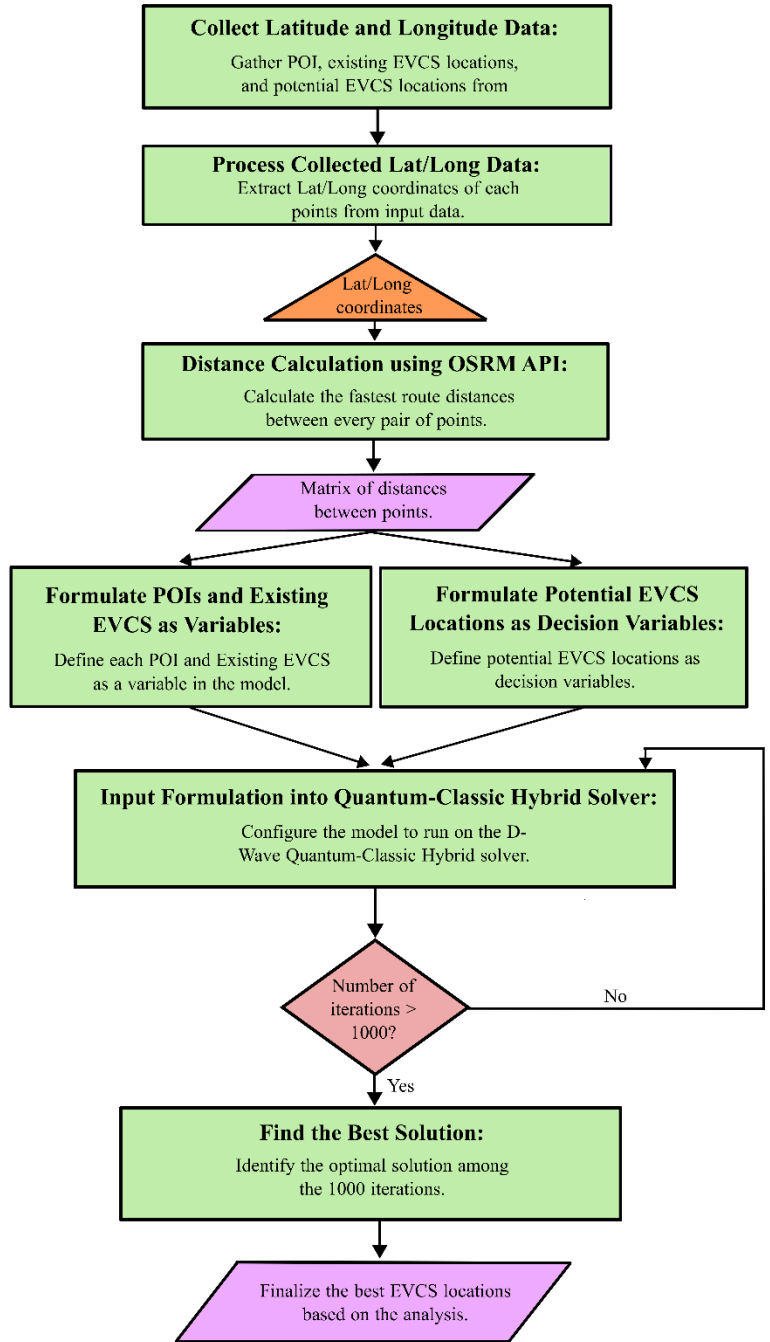 Collect Latitude and Longitude Data:
Gather POI, existing EVCS locations,
and potential EVCS locations from
Process Collected Lat/Long Data:
Extract Lat/Long coordinates of each
points from input data.
Lat/Long
coordinates
Distance Calculation using OSRM API:
Calculate the fastest route distances
between every pair of points.
Matrix of distances
between points.
Formulate POIs and Existing
EVCS as Variables:
Define each POI and Existing EVCS
as a variable in the model.
Formulate Potential EVCS
Locations as Decision Variables:
Define potential EVCS locations as
decision variables.
Input Formulation into Quantum-Classic Hybrid Solver:
Configure the model to run on the D-
Wave Quantum-Classic Hybrid solver.
Number of
iterations >
1000?
No
Yes
Find the Best Solution:
Identify the optimal solution among
the 1000 iterations.
Finalize the best EVCS locations
based on the analysis.